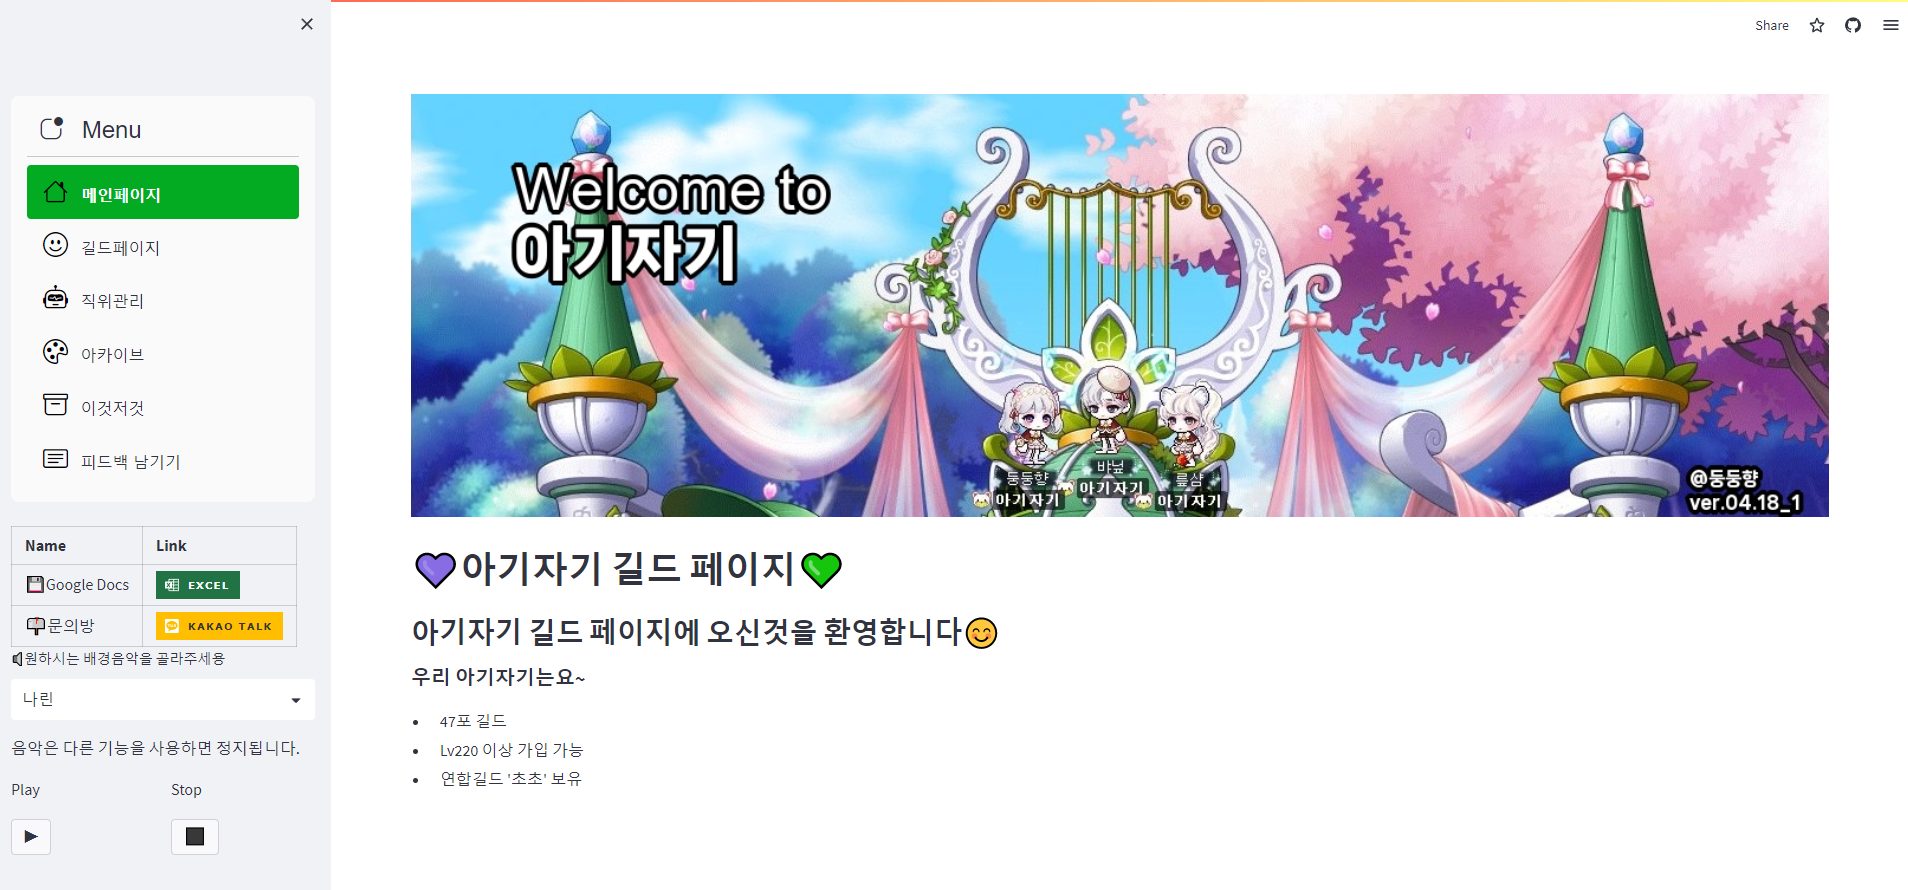 Share
Menu
메인페이지
길드페이지
직위관리
아카이브
이것저것
피드백 남기기
Name Link
Google Docs EXCEL
문의방 KAKAO TALK
원하시는 배경음악을 골라주세용
나린
음악은 다른 기능을 사용하면 정지됩니다.
Play Stop
Welcome to
아기자기
둥둥향
아기자기
뱌닢
아기자기
릎샴
아기자기
@둥둥향
ver.04.18_1
아기자기 길드 페이지
아기자기 길드 페이지에 오신것을 환영합니다
우리 아기자기는요~
47포 길드
Lv220 이상 가입 가능
연합길드 '초초' 보유